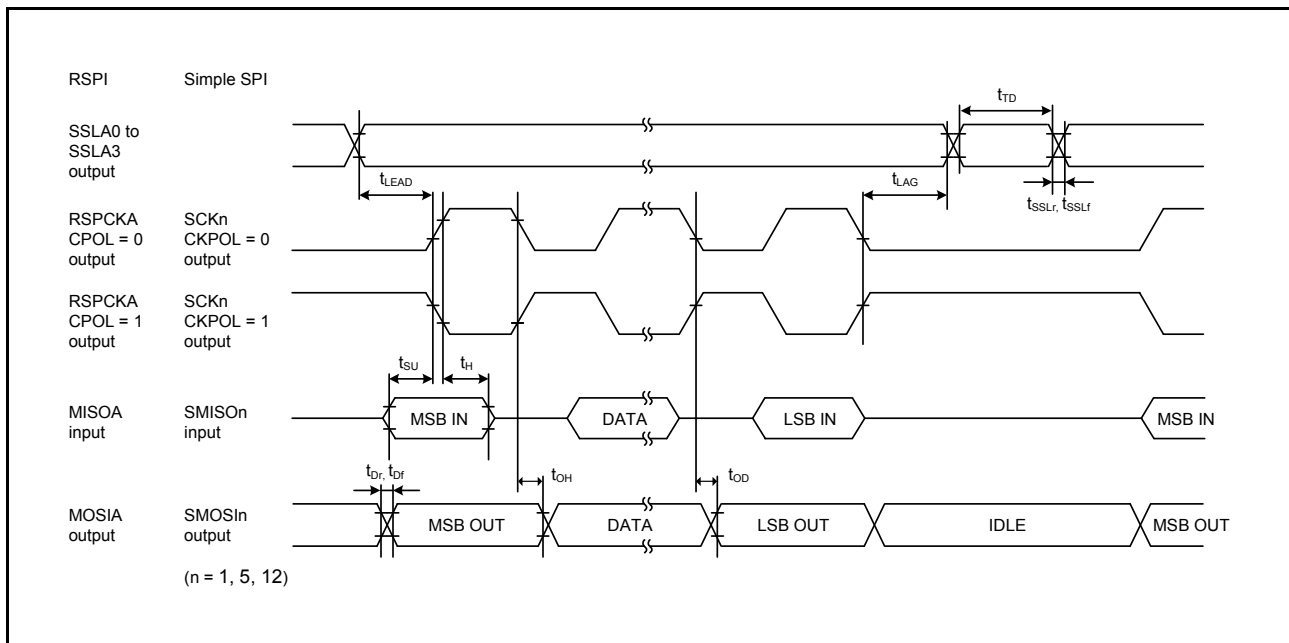 RSPI Simple SPI
SSLA0 to
SSLA3
output
tTD
tLEAD
tLAG
tSSLr, tSSLf
RSPCKA SCKn
CPOL = 0 CKPOL = 0
output output
RSPCKA SCKn
CPOL = 1 CKPOL = 1
output output
tSU tH
MISOA SMISOn
input input
MSB IN DATA LSB IN MSB IN
tDr, tDf
tOH
tOD
MOSIA SMOSIn
output output
MSB OUT DATA LSB OUT IDLE MSB OUT
(n = 1, 5, 12)